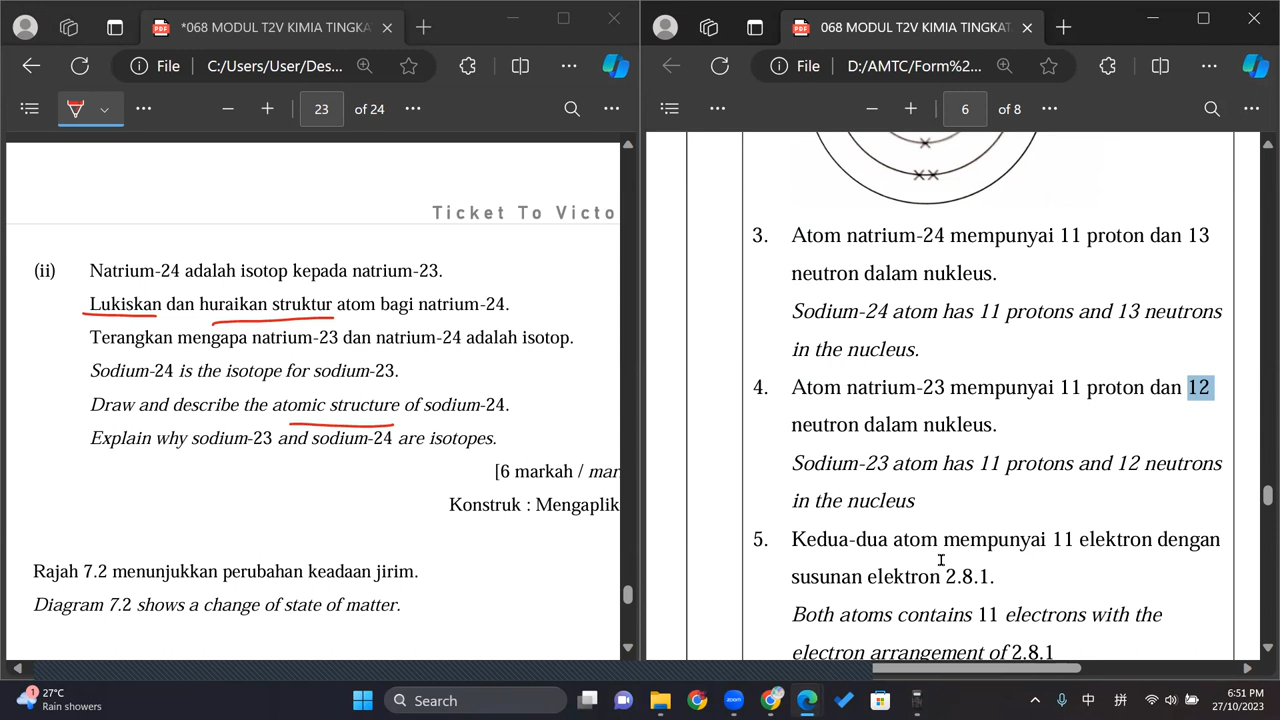 *068 MODUL T2V KIMIA TINGKA
File
C:/Users/User/Des...
23
of 24
Ticket To Victo
(ii)
Natrium-24 adalah isotop kepada natrium-23.
Lukiskan dan huraikan struktur atom bagi natrium-24.
Terangkan mengapa natrium-23 dan natrium-24 adalah isotop.
Sodium-24 is the isotope for sodium-23.
Draw and describe the atomic structure of sodium-24.
Explain why sodium-23 and sodium-24 are isotopes.
[6 markah / mar
Konstruk : Mengaplik
Rajah 7.2 menunjukkan perubahan keadaan jirim.
Diagram 7.2 shows a change of state of matter.
068 MODUL T2V KIMIA TINGKAT
File
D:/AMTC/Form%2...
6
of 8
3. Atom natrium-24 mempunyai 11 proton dan 13
neutron dalam nukleus.
Sodium-24 atom has 11 protons and 13 neutrons
in the nucleus.
4. Atom natrium-23 mempunyai 11 proton dan 12
neutron dalam nukleus.
Sodium-23 atom has 11 protons and 12 neutrons
in the nucleus
5. Kedua-dua atom mempunyai 11 elektron dengan
susunan elektron 2.8.1.
Both atoms contains 11 electrons with the
electron arrangement of 2.8.1
1
27°C
Rain showers
Search
zoom
中
拼
6:51 PM
27/10/2023